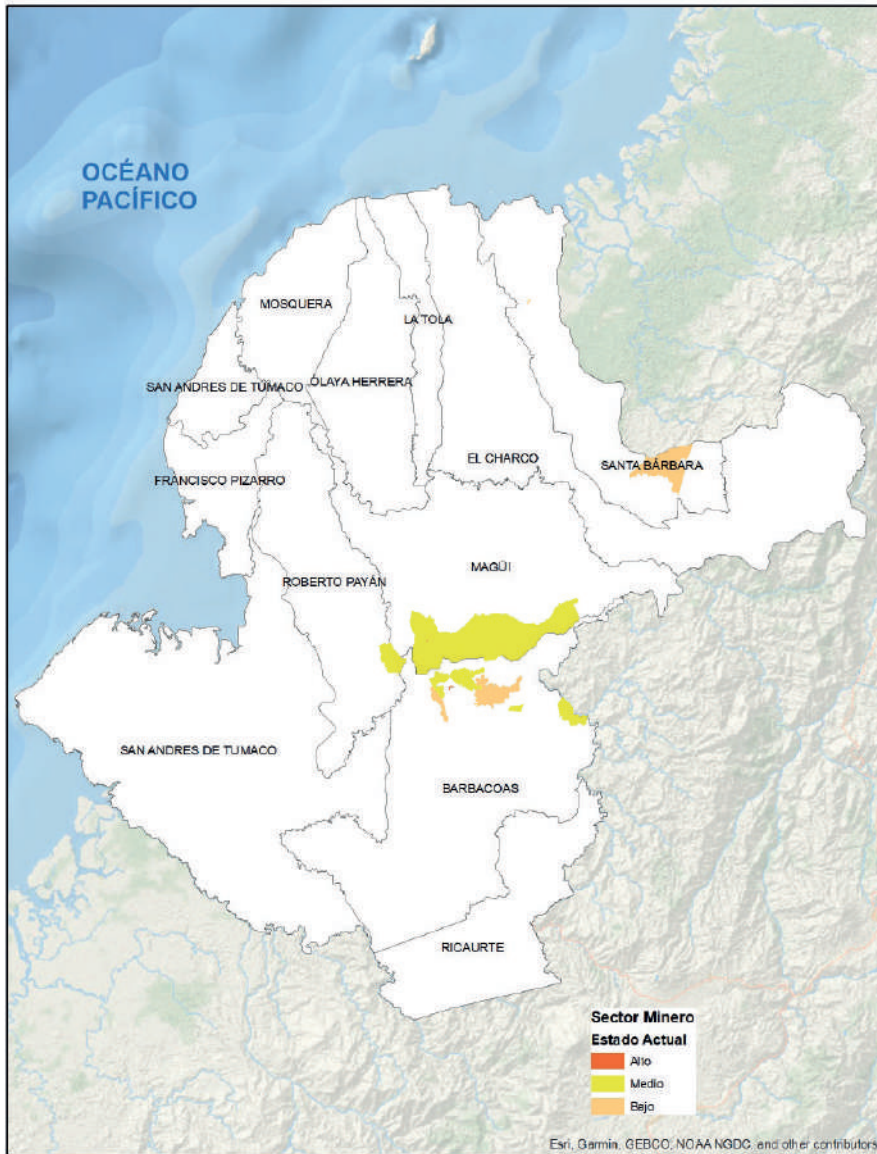 OCÉANO
PACÍFICO
MOSQUERA
LA TOLA
SAN ANDRES DE TUMACO
OLAYA HERRERA
EL CHARCO
SANTA BÁRBARA
FRANCISCO PIZARRO
MAGÜI
ROBERTO PAYÁN
SAN ANDRES DE TUMACO
BARBACOAS
RICAURTE
Sector Minero
Estado Actual
Alto
Medio
Bajo
Esri, Garmin, GEBCO, NOAA NGDC, and other contributors